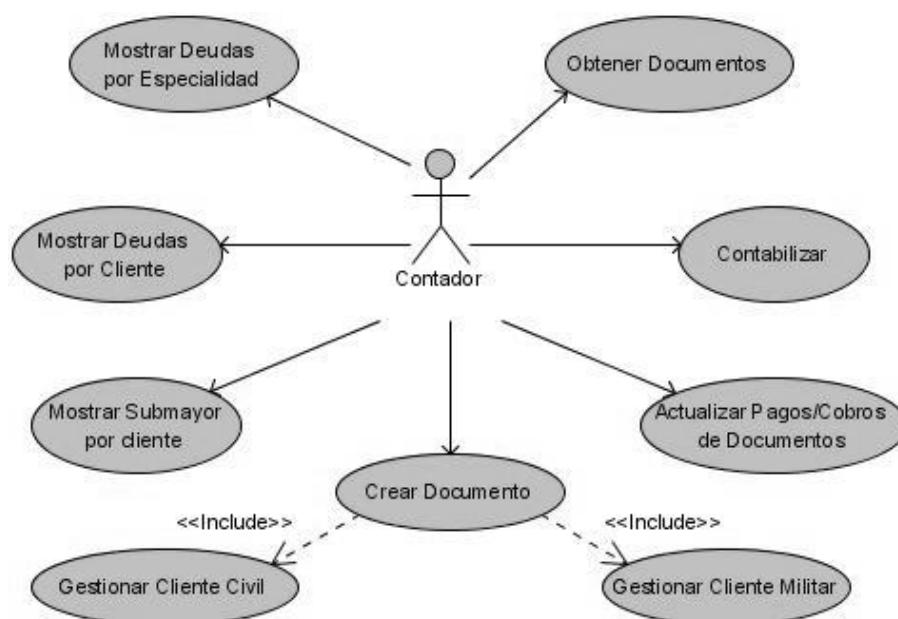 Mostrar Deudas
por Especialidad
Obtener Documentos
Mostrar Deudas
por Cliente
Contador
Contabilizar
Mostrar Submayor
por cliente
Actualizar Pagos/Cobros
de Documentos
Crear Documento
<<Include>>
<<Include>>
Gestionar Cliente Civil
Gestionar Cliente Militar